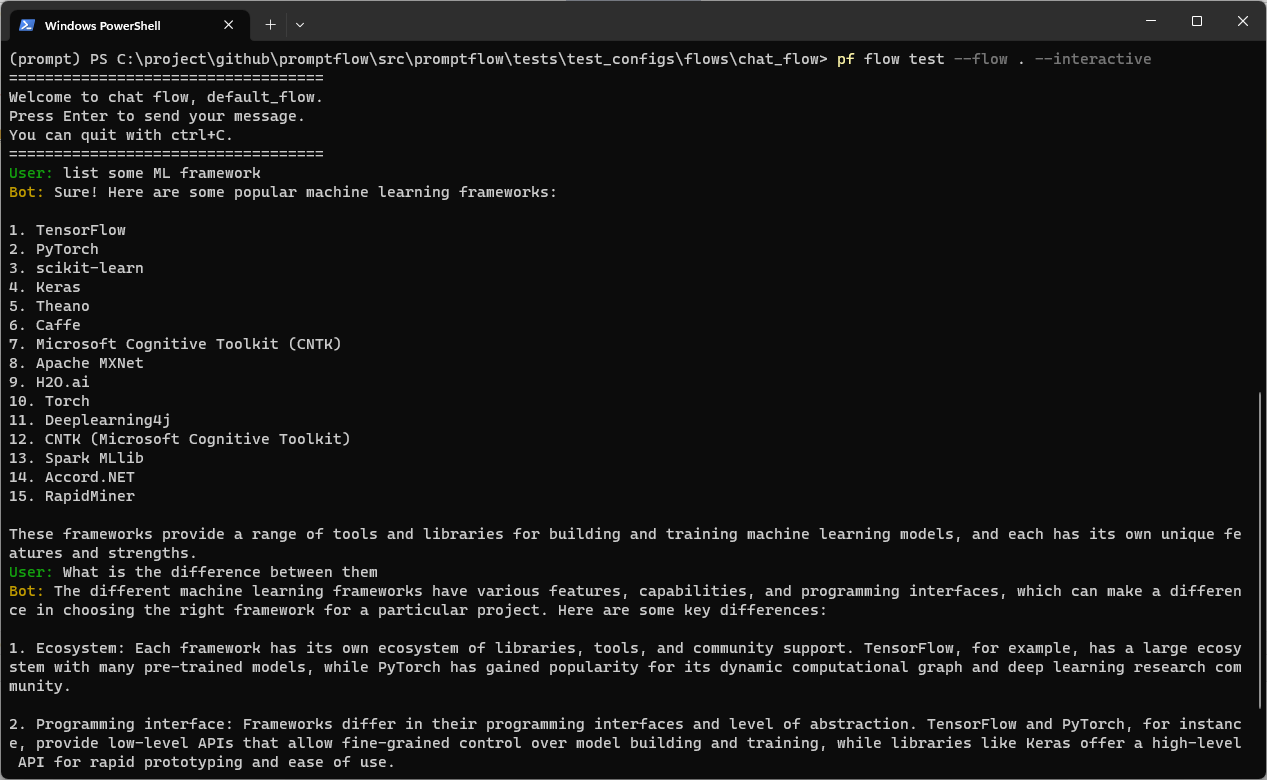 Windows PowerShell
(prompt) PS C:\project\github\promptflow\src\promptflow\tests\test_configs\flows\chat_flow> pf flow test --flow . --interactive
===================================
Welcome to chat flow, default_flow.
Press Enter to send your message.
You can quit with ctrl+C.
===================================
User: list some ML framework
Bot: Sure! Here are some popular machine learning frameworks:
1. TensorFlow
2. PyTorch
3. scikit-learn
4. Keras
5. Theano
6. Caffe
7. Microsoft Cognitive Toolkit (CNTK)
8. Apache MXNet
9. H2O.ai
10. Torch
11. Deeplearning4j
12. CNTK (Microsoft Cognitive Toolkit)
13. Spark MLlib
14. Accord.NET
15. RapidMiner
These frameworks provide a range of tools and libraries for building and training machine learning models, and each has its own unique fe
atures and strengths.
User: What is the difference between them
Bot: The different machine learning frameworks have various features, capabilities, and programming interfaces, which can make a differen
ce in choosing the right framework for a particular project. Here are some key differences:
1. Ecosystem: Each framework has its own ecosystem of libraries, tools, and community support. TensorFlow, for example, has a large ecosy
stem with many pre-trained models, while PyTorch has gained popularity for its dynamic computational graph and deep learning research com
munity.
2. Programming interface: Frameworks differ in their programming interfaces and level of abstraction. TensorFlow and PyTorch, for instanc
e, provide low-level APIs that allow fine-grained control over model building and training, while libraries like Keras offer a high-level
API for rapid prototyping and ease of use.